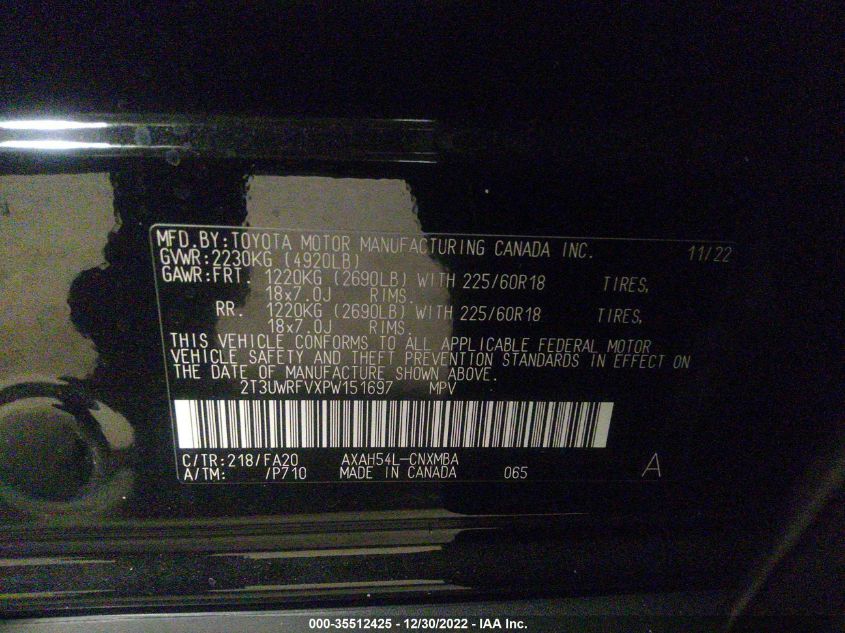 MFD.BY:TOYOTA MOTOR MANUFACTURING CANADA INC. 11/22
GVWR:2230KG (4920LB)
GAWR:FRT. 1220KG (2690LB) WITH 225/60R18 TIRES,
18x7.0J RIMS.
RR. 1220KG (2690LB) WITH 225/60R18 TIRES,
18x7.0J RIMS.
THIS VEHICLE CONFORMS TO ALL APPLICABLE FEDERAL MOTOR
VEHICLE SAFETY AND THEFT PREVENTION STANDARDS IN EFFECT ON
THE DATE OF MANUFACTURE SHOWN ABOVE.
2T3UWRFVXPW151697 MPV
C/TR:218/FA20 AXAH54L-CNXMBA
A/TM: /P710 MADE IN CANADA 065 A
000-35512425 - 12/30/2022 - IAA Inc.